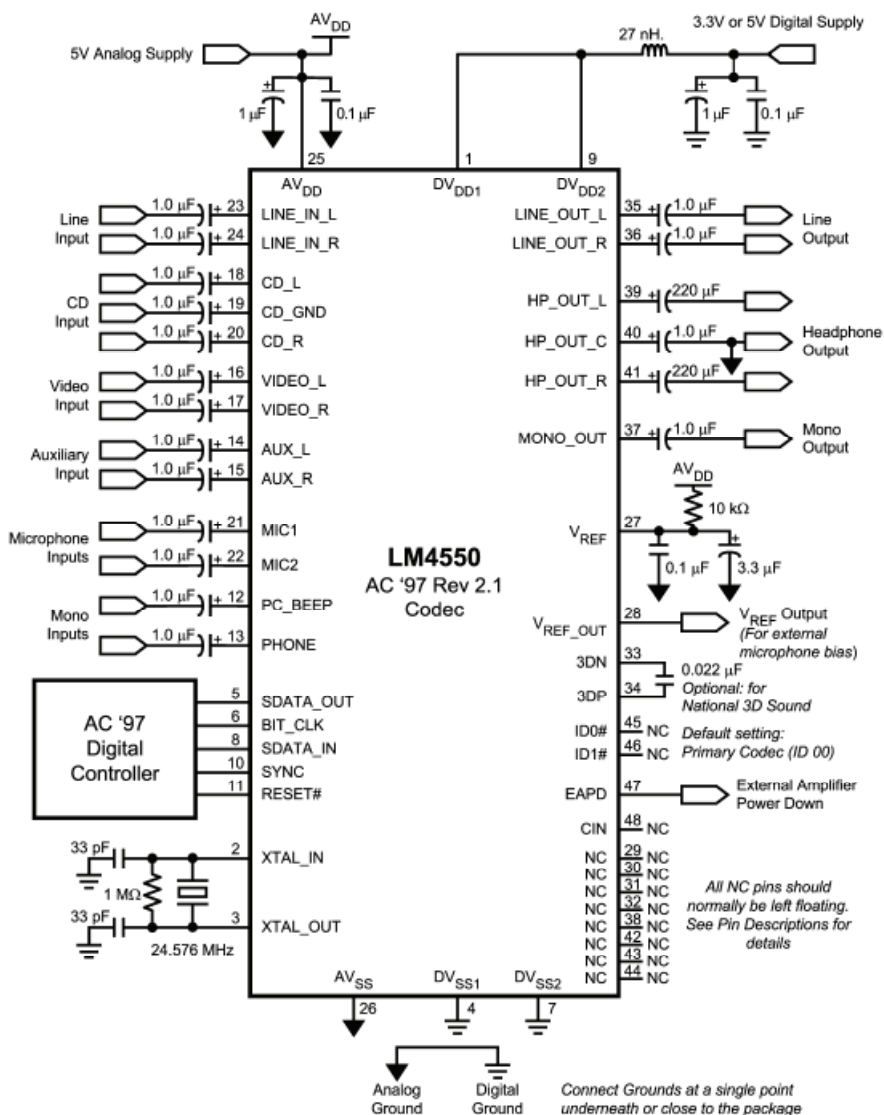 AVDD
5V Analog Supply
3.3V or 5V Digital Supply
27 nH.
1 µF
0.1 µF
1 µF
0.1 µF
25
1
9
AVDD
DVDD1
DVDD2
Line
Input
1.0 µF
+
23
LINE_IN_L
1.0 µF
+
24
LINE_IN_R
CD
Input
1.0 µF
+
18
CD_L
1.0 µF
+
19
CD_GND
1.0 µF
+
20
CD_R
Video
Input
1.0 µF
+
16
VIDEO_L
1.0 µF
+
17
VIDEO_R
Auxiliary
Input
1.0 µF
+
14
AUX_L
1.0 µF
+
15
AUX_R
Microphone
Inputs
1.0 µF
+
21
MIC1
1.0 µF
+
22
MIC2
Mono
Inputs
1.0 µF
+
12
PC_BEEP
1.0 µF
+
13
PHONE
AC '97
Digital
Controller
5
SDATA_OUT
6
BIT_CLK
8
SDATA_IN
10
SYNC
11
RESET#
33 pF
2
XTAL_IN
1 MΩ
33 pF
3
XTAL_OUT
24.576 MHz
LM4550
AC '97 Rev 2.1
Codec
LINE_OUT_L
35
+
1.0 µF
LINE_OUT_R
36
+
1.0 µF
Line
Output
HP_OUT_L
39
+
220 µF
HP_OUT_C
40
+
1.0 µF
HP_OUT_R
41
+
220 µF
Headphone
Output
MONO_OUT
37
+
1.0 µF
Mono
Output
AVDD
10 kΩ
VREF
27
0.1 µF
+
3.3 µF
VREF_OUT
28
VREF Output
(For external
microphone bias)
3DN
33
3DP
34
0.022 µF
Optional: for
National 3D Sound
ID0#
45
NC
ID1#
46
NC
Default setting:
Primary Codec (ID 00)
EAPD
47
External Amplifier
Power Down
CIN
48
NC
NC
29
NC
NC
30
NC
NC
31
NC
NC
32
NC
NC
38
NC
NC
42
NC
NC
43
NC
NC
44
NC
All NC pins should
normally be left floating.
See Pin Descriptions for
details
AVSS
DVSS1
DVSS2
26
4
7
Analog
Ground
Digital
Ground
Connect Grounds at a single point
underneath or close to the package